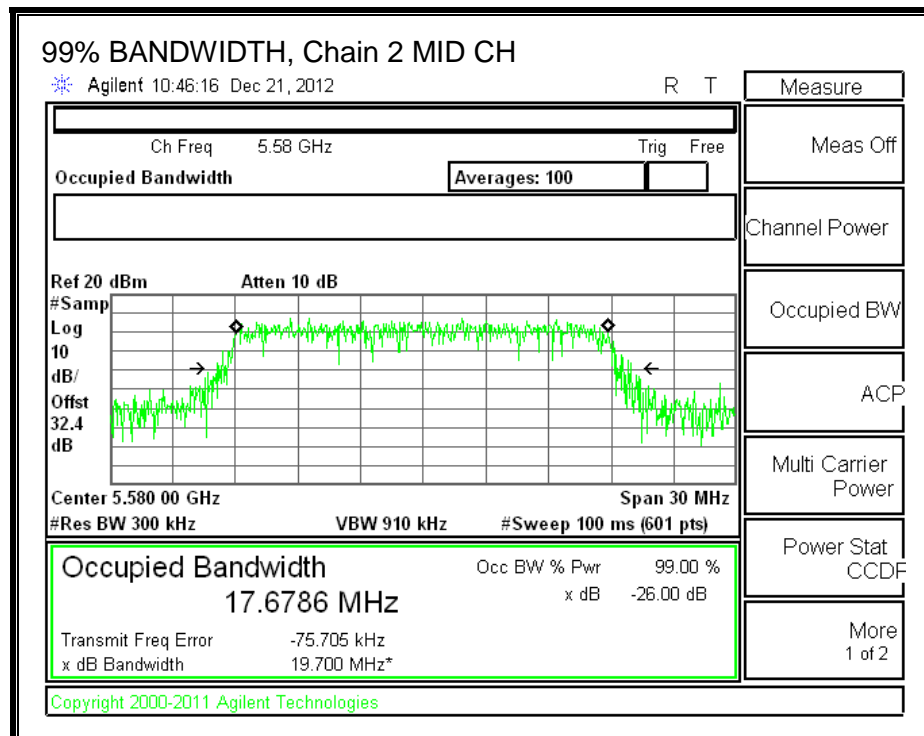 99% BANDWIDTH, Chain 2 MID CH
Agilent 10:46:16 Dec 21, 2012 R T
Measure
Ch Freq 5.58 GHz Trig Free
Occupied Bandwidth Averages: 100
Meas Off
Channel Power
Occupied BW
ACP
Multi Carrier
Power
Power Stat
CCDF
More
1 of 2
Ref 20 dBm Atten 10 dB
#Samp
Log
10
dB/
Offst
32.4
dB
Center 5.580 00 GHz Span 30 MHz
#Res BW 300 kHz VBW 910 kHz #Sweep 100 ms (601 pts)
Occupied Bandwidth Occ BW % Pwr 99.00 %
17.6786 MHz x dB -26.00 dB
Transmit Freq Error -75.705 kHz
x dB Bandwidth 19.700 MHz*
Copyright 2000-2011 Agilent Technologies